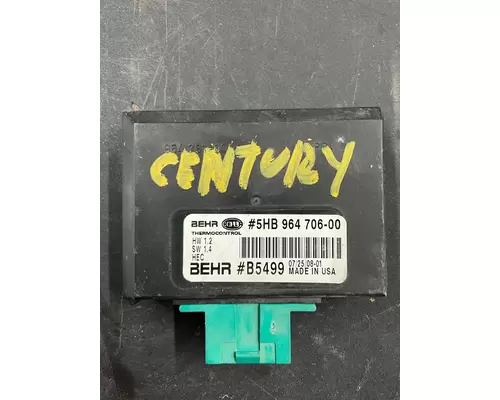 CENTURY
BEHR HELLA #5HB 964 706-00
THERMOCONTROL
HW 1.2
SW 1.4
HEC
BEHR #B5499
07/25/08-01
MADE IN USA